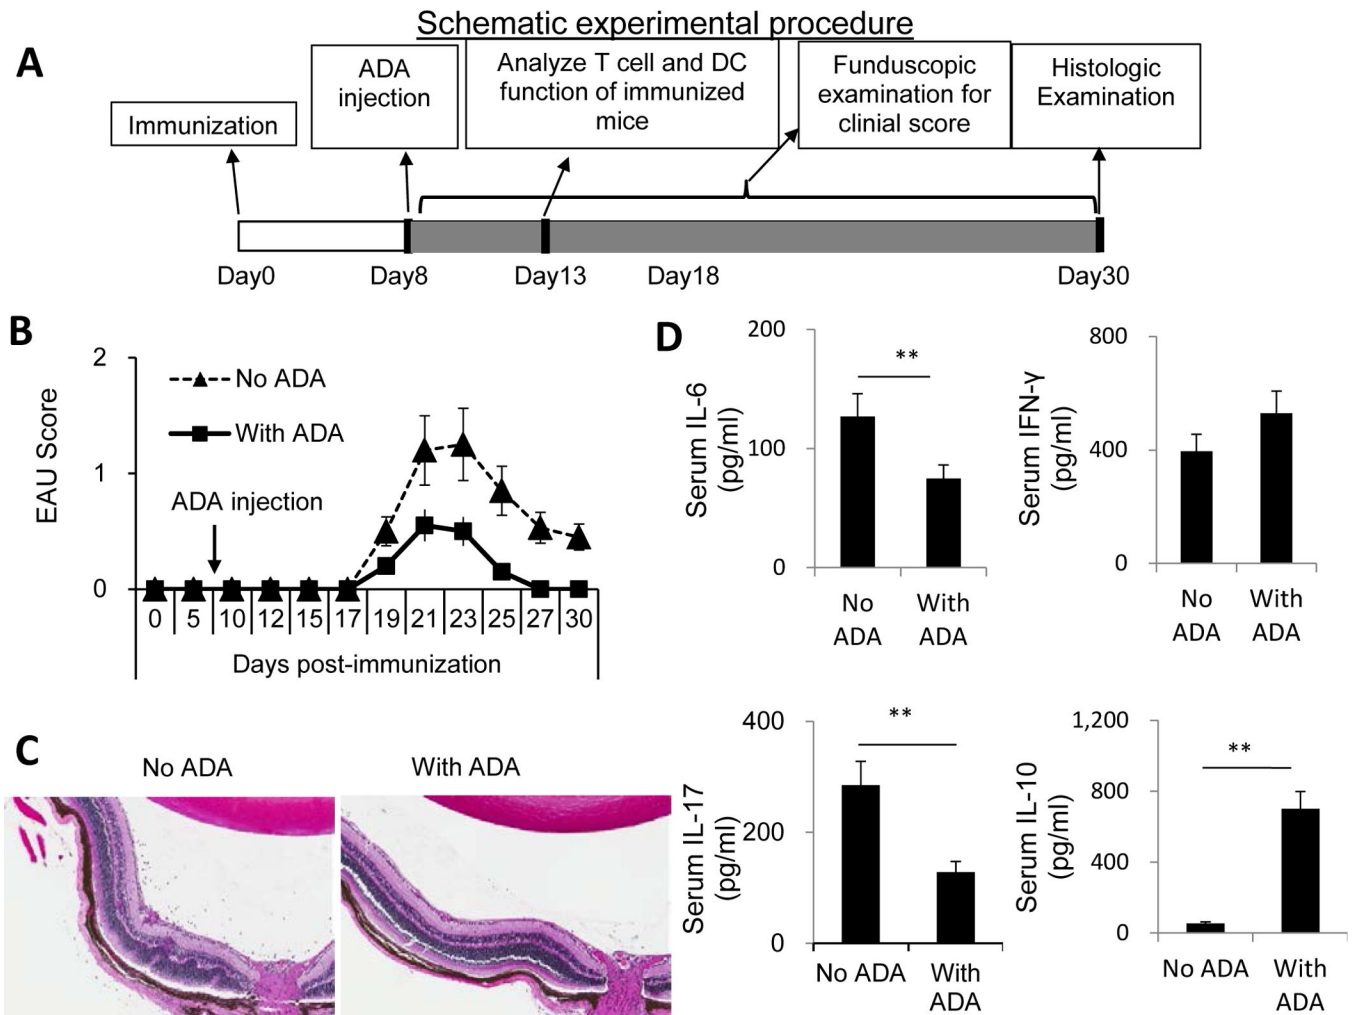 Schematic experimental procedure
A
Immunization
ADA
injection
Analyze T cell and DC
function of immunized
mice
Funduscopic
examination for
clinial score
Histologic
Examination
Day0
Day8
Day13
Day18
Day30
B
EAU Score
2
1
0
No ADA
With ADA
ADA injection
0 5 10 12 15 17 19 21 23 25 27 30
Days post-immunization
C
No ADA
With ADA
D
Serum IL-6
(pg/ml)
200
100
0
**
No
ADA
With
ADA
Serum IFN-γ
(pg/ml)
800
400
0
No
ADA
With
ADA
Serum IL-17
(pg/ml)
400
200
0
**
No ADA
With
ADA
Serum IL-10
(pg/ml)
1,200
800
400
0
**
No ADA
With
ADA